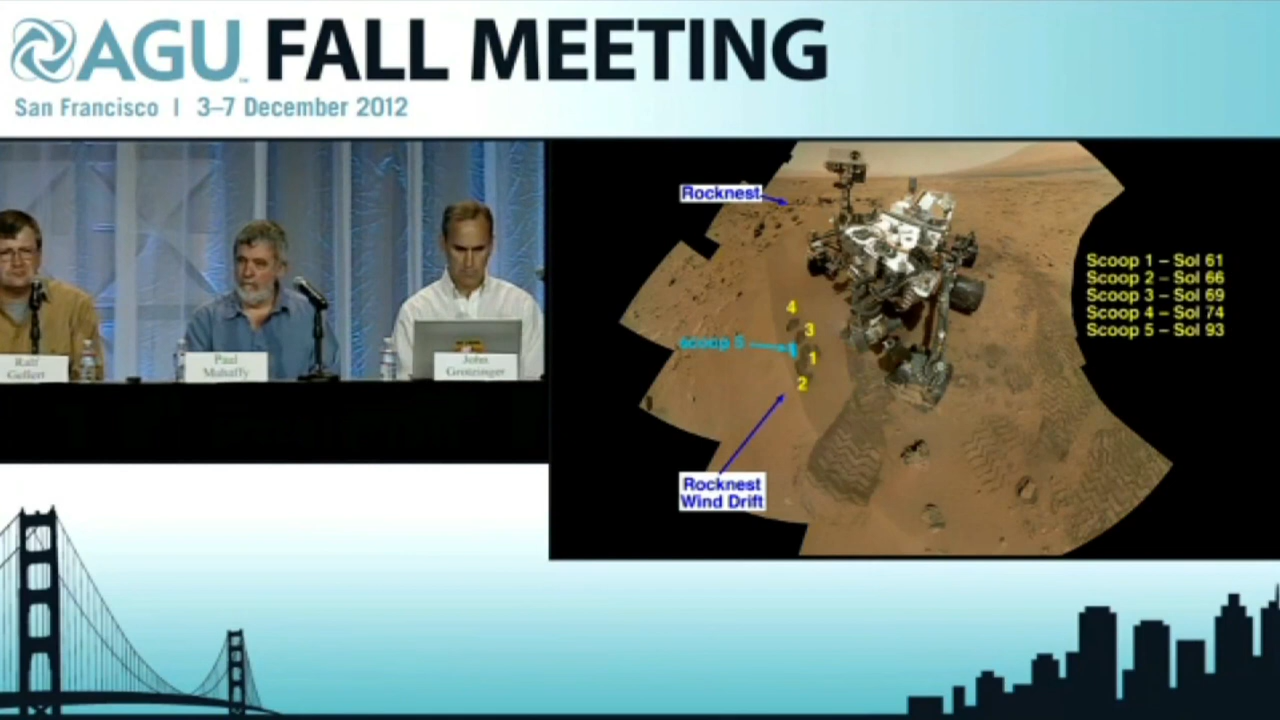 AGU FALL MEETING
San Francisco | 3–7 December 2012
Ralf
Gellert
Paul
Mahaffy
John
Grotzinger
Rocknest
4
3
scoop 5
1
2
Rocknest
Wind Drift
Scoop 1 – Sol 61
Scoop 2 – Sol 66
Scoop 3 – Sol 69
Scoop 4 – Sol 74
Scoop 5 – Sol 93